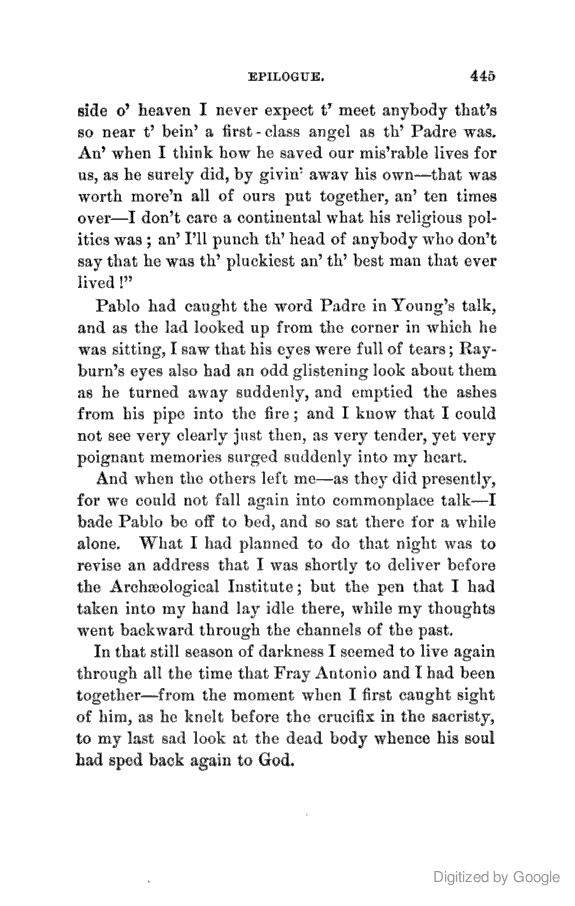 EPILOGUE. 445
side o' heaven I never expect t' meet anybody that's
so near t' bein' a first-class angel as th' Padre was.
An' when I think how he saved our mis'rable lives for
us, as he surely did, by givin' away his own—that was
worth more'n all of ours put together, an' ten times
over—I don't care a continental what his religious pol-
itics was ; an' I'll punch th' head of anybody who don't
say that he was th' pluckiest an' th' best man that ever
lived !"
Pablo had caught the word Padre in Young's talk,
and as the lad looked up from the corner in which he
was sitting, I saw that his eyes were full of tears ; Ray-
burn's eyes also had an odd glistening look about them
as he turned away suddenly, and emptied the ashes
from his pipe into the fire ; and I know that I could
not see very clearly just then, as very tender, yet very
poignant memories surged suddenly into my heart.
And when the others left me—as they did presently,
for we could not fall again into commonplace talk—I
bade Pablo be off to bed, and so sat there for a while
alone. What I had planned to do that night was to
revise an address that I was shortly to deliver before
the Archæological Institute ; but the pen that I had
taken into my hand lay idle there, while my thoughts
went backward through the channels of the past.
In that still season of darkness I seemed to live again
through all the time that Fray Antonio and I had been
together—from the moment when I first caught sight
of him, as he knelt before the crucifix in the sacristy,
to my last sad look at the dead body whence his soul
had sped back again to God.
Digitized by Google